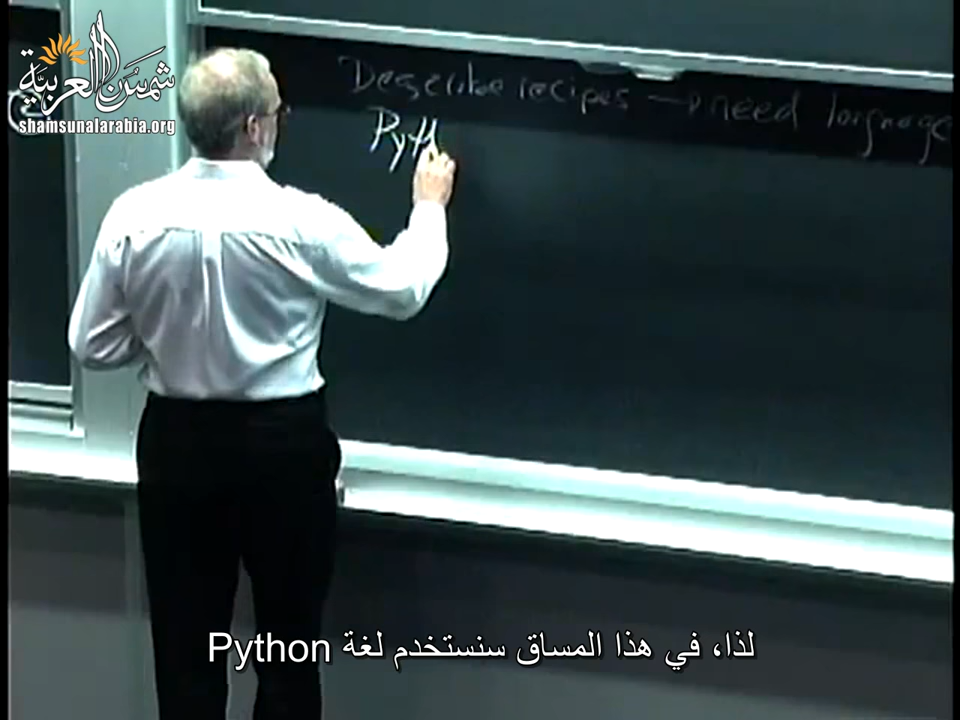 شمس العربية
shamsunalarabia.org
Describe recipes → need language
Pyth
لذا، في هذا المساق سنستخدم لغة Python